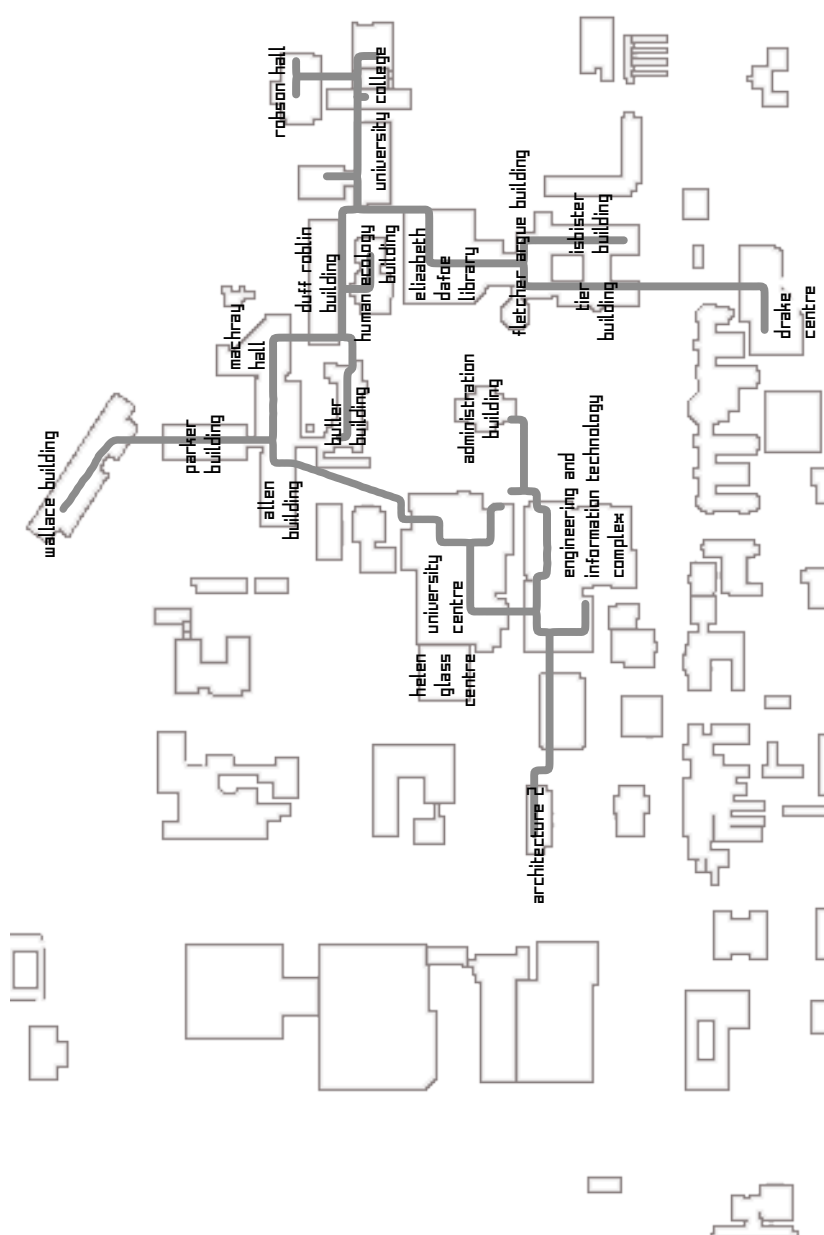 robson hall
university college
duff roblin
building
human ecology
building
elizabeth
dafoe
library
fletcher argue building
isbister
building
tier
building
drake
centre
machray
hall
buller
building
administration
building
wallace building
parker
building
allen
building
engineering and
information technology
complex
university
centre
helen
glass
centre
architecture 2